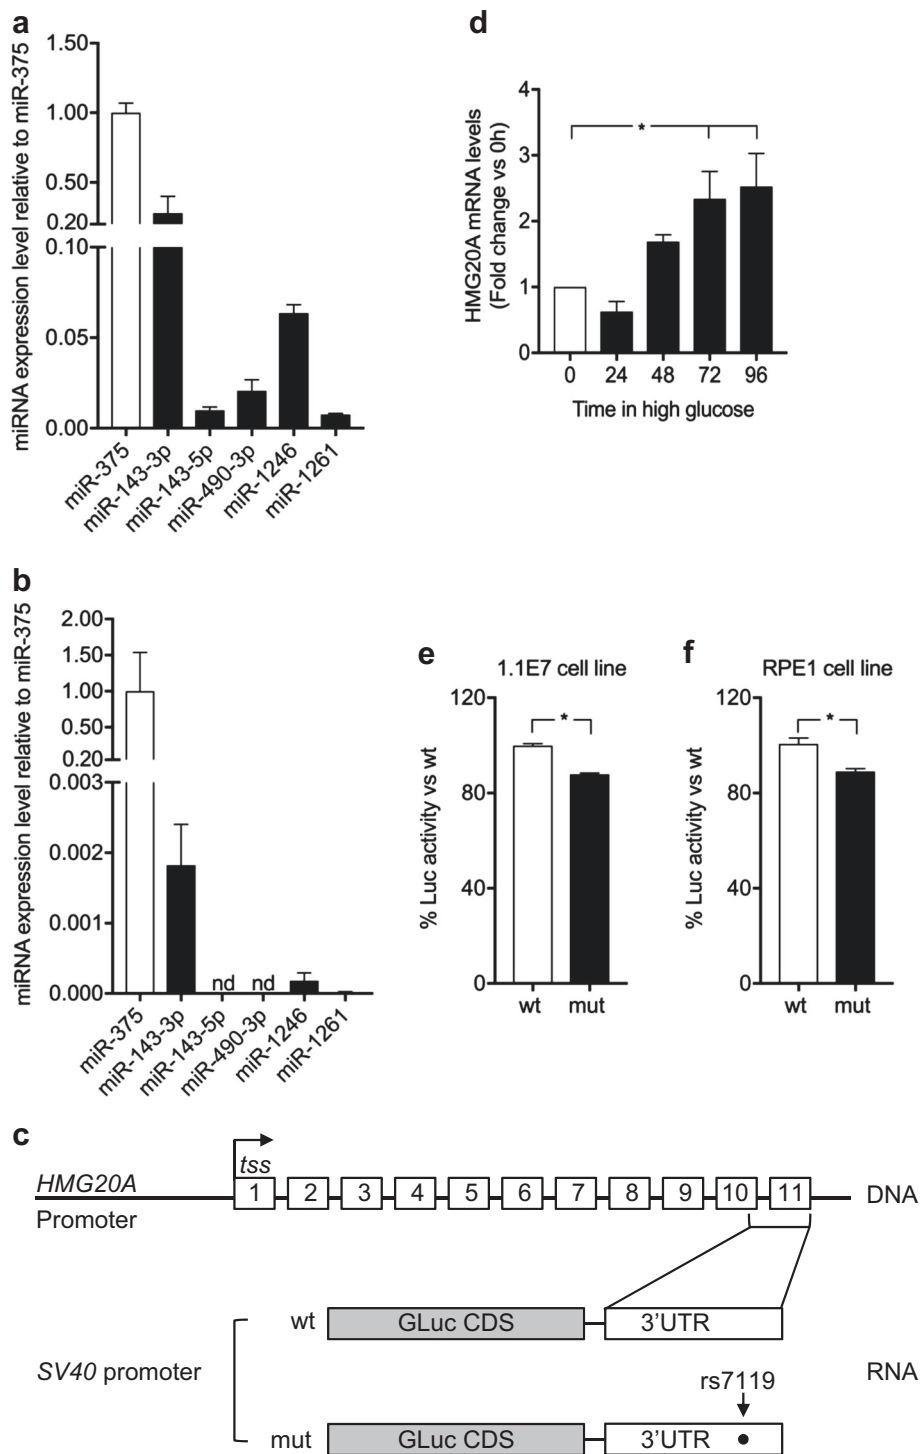 a
miRNA expression level relative to miR-375
1.50
1.00
0.50
0.20
0.10
0.05
0.00
miR-375
miR-143-3p
miR-143-5p
miR-490-3p
miR-1246
miR-1261
d
HMG20A mRNA levels
(Fold change vs 0h)
4
3
2
1
0
*
0 24 48 72 96
Time in high glucose
b
miRNA expression level relative to miR-375
2.00
1.50
1.00
0.50
0.20
0.003
0.002
0.001
0.000
nd nd
miR-375
miR-143-3p
miR-143-5p
miR-490-3p
miR-1246
miR-1261
e
1.1E7 cell line
% Luc activity vs wt
120
80
40
0
*
wt mut
f
RPE1 cell line
% Luc activity vs wt
120
80
40
0
*
wt mut
c
tss
HMG20A
1 2 3 4 5 6 7 8 9 10 11
DNA
Promoter
wt GLuc CDS 3’UTR
SV40 promoter
RNA
rs7119
mut GLuc CDS 3’UTR